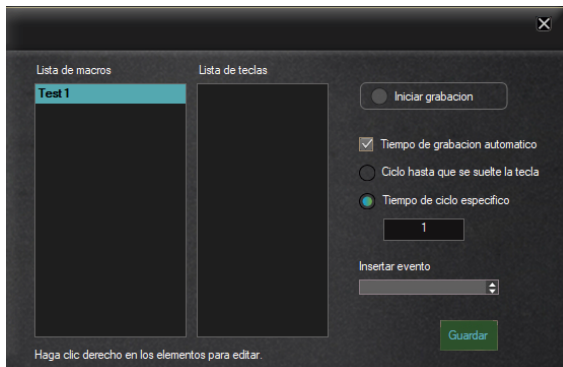 Lista de macros
Lista de teclas
Test 1
Iniciar grabacion
Tiempo de grabacion automatico
Ciclo hasta que se suelte la tecla
Tiempo de ciclo especifico
1
Insertar evento
Guardar
Haga clic derecho en los elementos para editar.